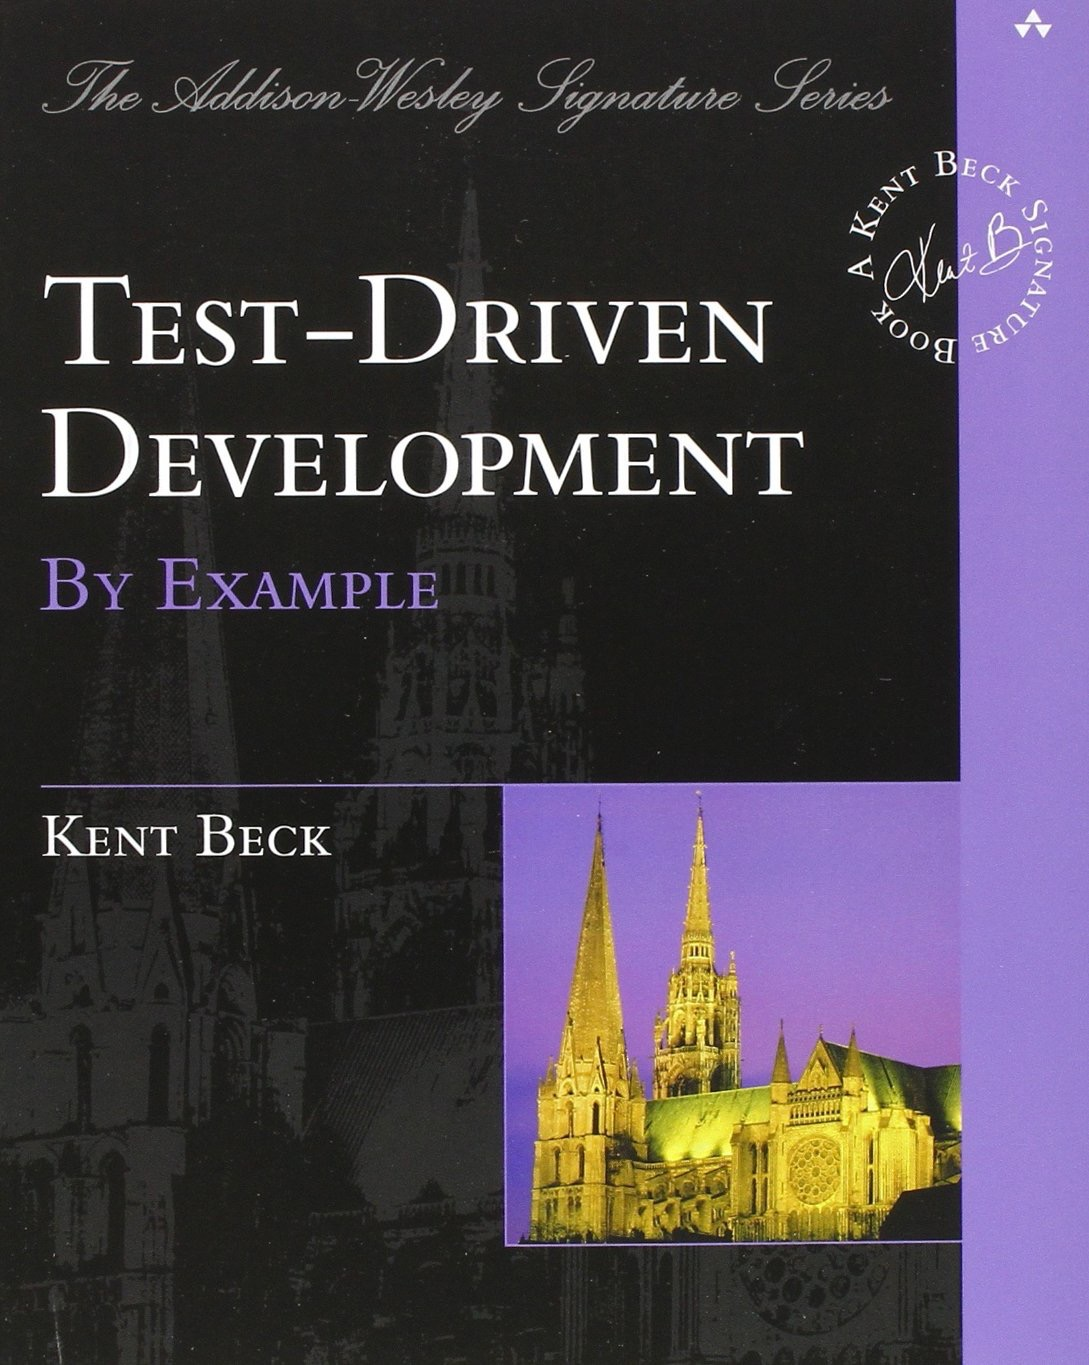 The Addison-Wesley Signature Series
A KENT BECK SIGNATURE BOOK
Kent B
TEST-DRIVEN
DEVELOPMENT
BY EXAMPLE
KENT BECK